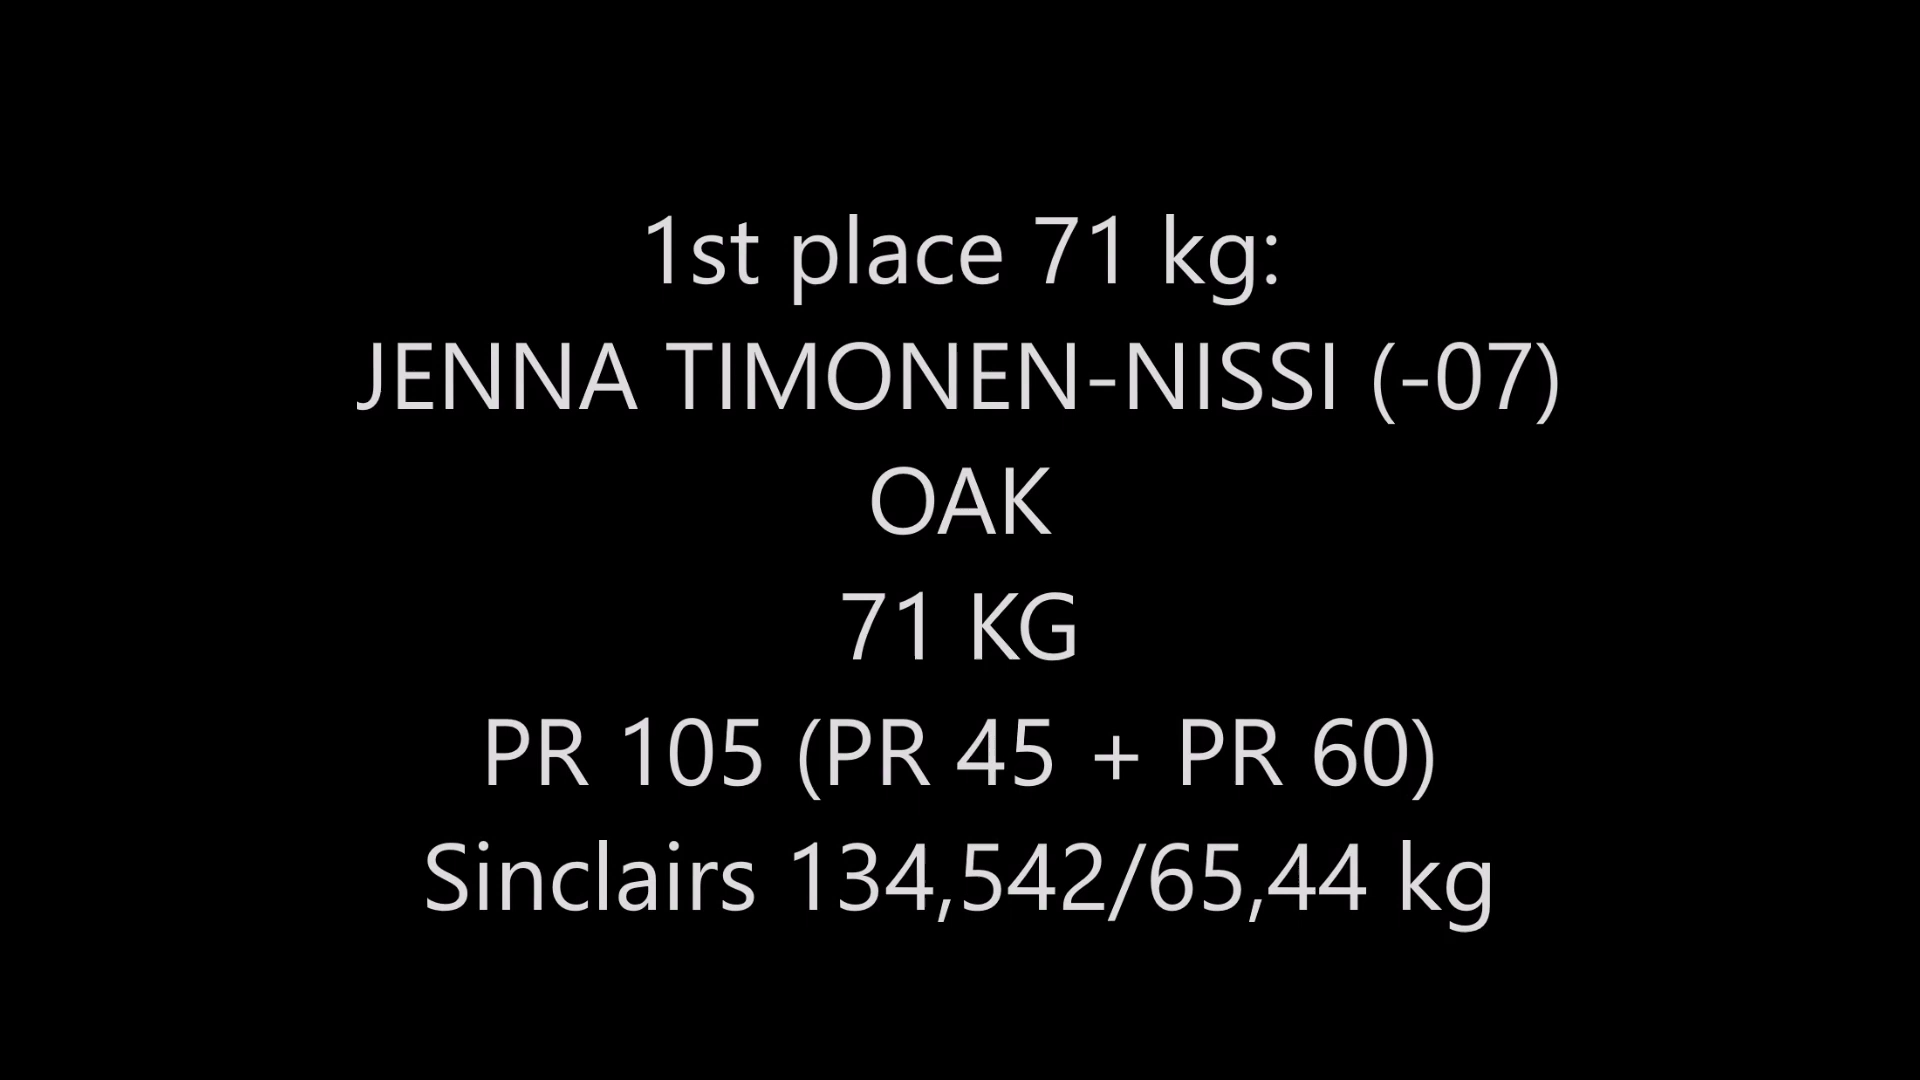 1st place 71 kg:
JENNA TIMONEN-NISSI (-07)
OAK
71 KG
PR 105 (PR 45 + PR 60)
Sinclairs 134,542/65,44 kg